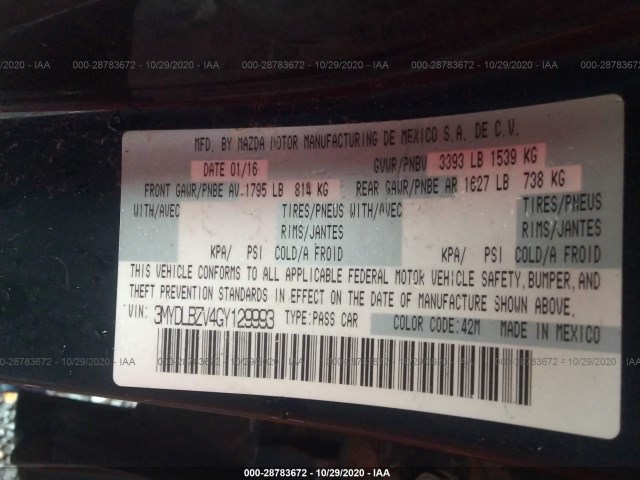 000-28783672 • 10/29/2020 - IAA
MFD. BY MAZDA MOTOR MANUFACTURING DE MEXICO S.A. DE C.V.
DATE 01/16 GVWR/PNBV 3393 LB 1539 KG
FRONT GAWR/PNBE AV 1795 LB 814 KG REAR GAWR/PNBE AR 1627 LB 738 KG
WITH/AVEC TIRES/PNEUS WITH/AVEC TIRES/PNEUS
RIMS/JANTES RIMS/JANTES
KPA/ PSI COLD/A FROID KPA/ PSI COLD/A FROID
THIS VEHICLE CONFORMS TO ALL APPLICABLE FEDERAL MOTOR VEHICLE SAFETY, BUMPER, AND
THEFT PREVENTION STANDARDS IN EFFECT ON THE DATE OF MANUFACTURE SHOWN ABOVE.
VIN: 3MYDLBZV4GY129993 TYPE:PASS CAR COLOR CODE:42M MADE IN MEXICO
000-28783672 • 10/29/2020 - IAA